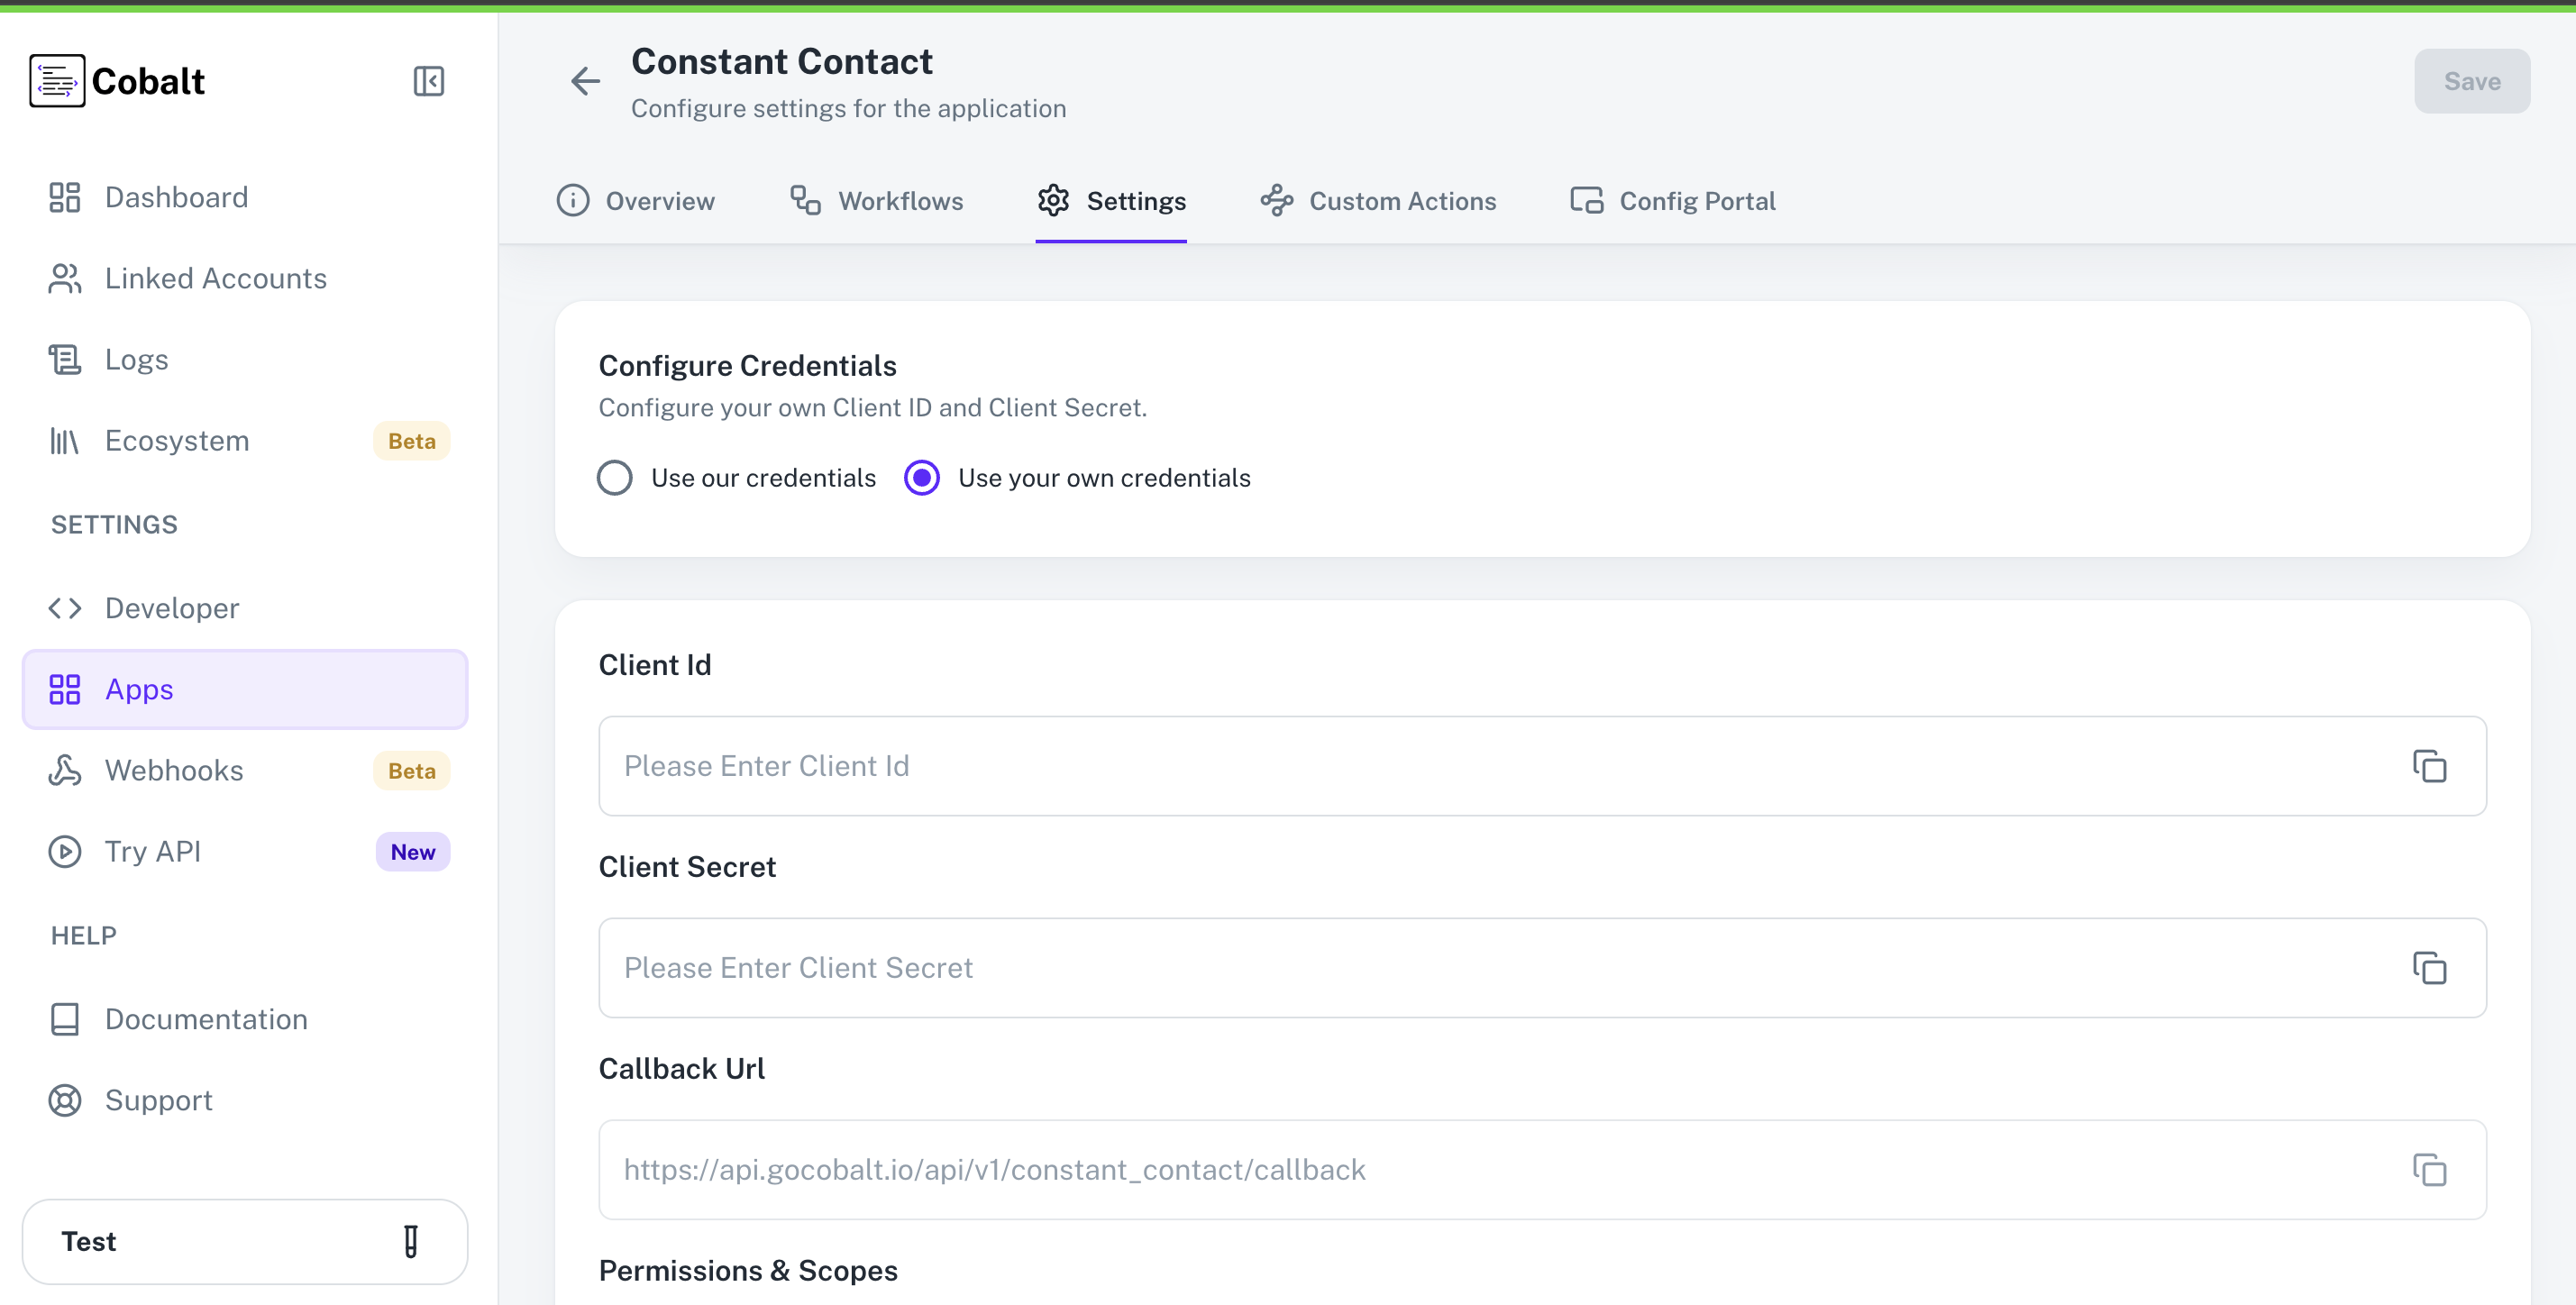 Cobalt
Dashboard
Linked Accounts
Logs
Ecosystem Beta
SETTINGS
Developer
Apps
Webhooks Beta
Try API New
HELP
Documentation
Support
Test
Constant Contact
Configure settings for the application
Save
Overview Workflows Settings Custom Actions Config Portal
Configure Credentials
Configure your own Client ID and Client Secret.
Use our credentials Use your own credentials
Client Id
Please Enter Client Id
Client Secret
Please Enter Client Secret
Callback Url
https://api.gocobalt.io/api/v1/constant_contact/callback
Permissions & Scopes